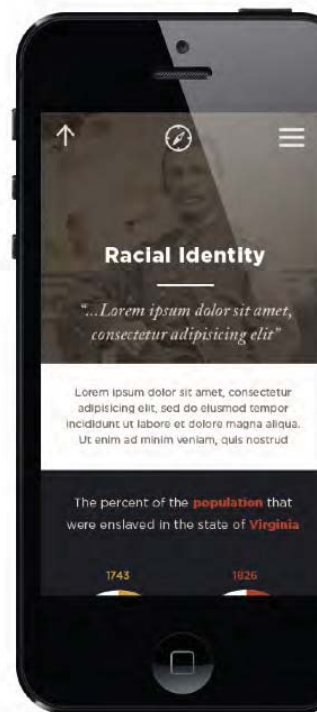 Racial Identity
“...Lorem ipsum dolor sit amet,
consectetur adipisicing elit”
Lorem ipsum dolor sit amet, consectetur
adipisicing elit, sed do eiusmod tempor
incididunt ut labore et dolore magna aliqua.
Ut enim ad minim veniam, quis nostrud
The percent of the population that
were enslaved in the state of Virginia
1743 1826